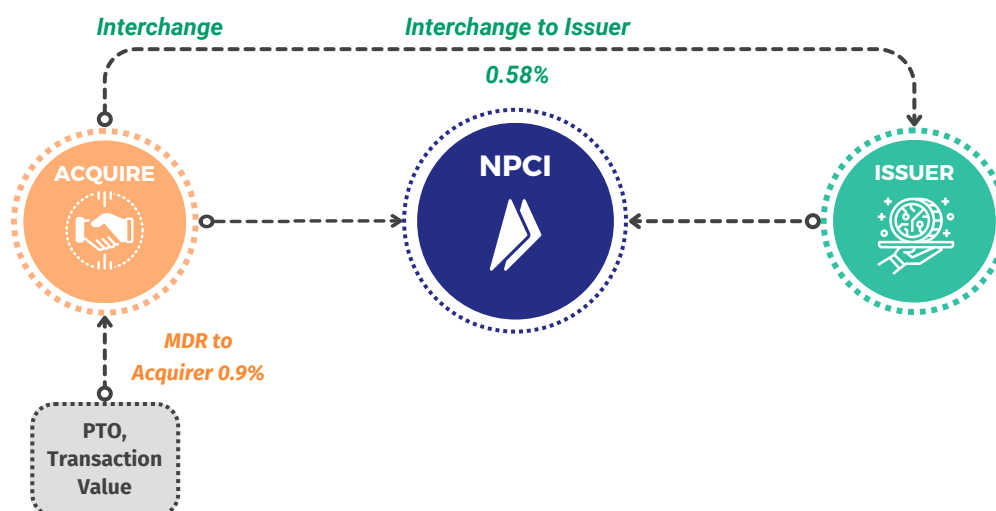 Interchange
Interchange to Issuer
0.58%
ACQUIRE
NPCI
ISSUER
MDR to
Acquirer 0.9%
PTO,
Transaction
Value